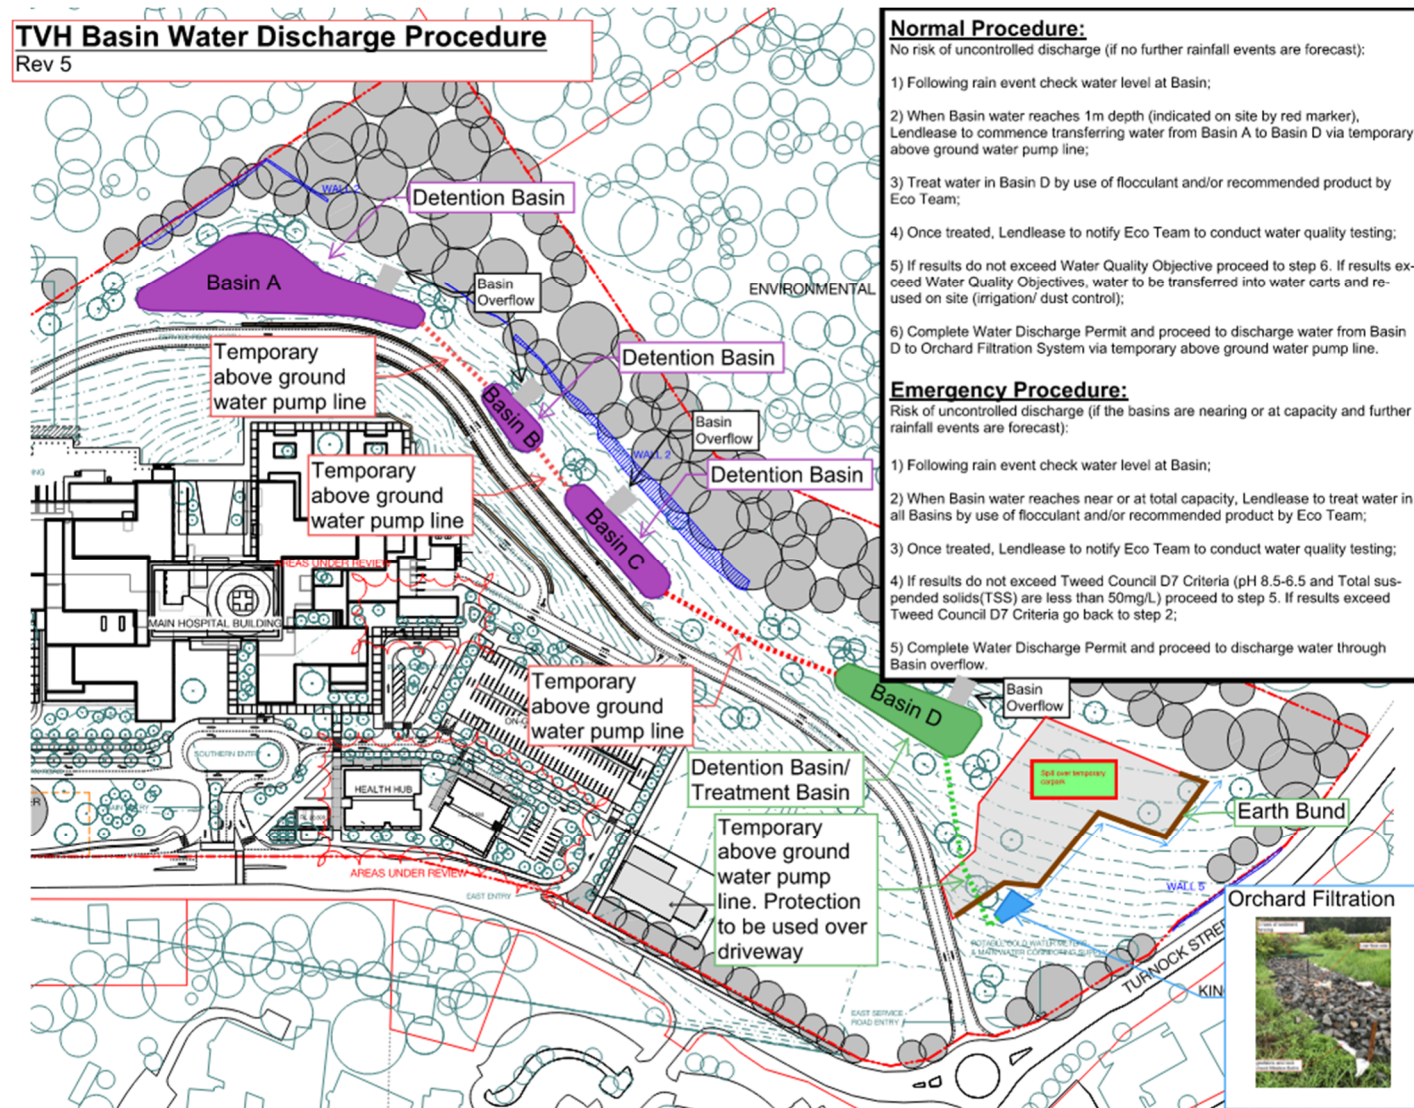 TVH Basin Water Discharge Procedure
Rev 5
Normal Procedure:
No risk of uncontrolled discharge (if no further rainfall events are forecast):
1) Following rain event check water level at Basin;
2) When Basin water reaches 1m depth (indicated on site by red marker),
Lendlease to commence transferring water from Basin A to Basin D via temporary
above ground water pump line;
3) Treat water in Basin D by use of flocculant and/or recommended product by
Eco Team;
4) Once treated, Lendlease to notify Eco Team to conduct water quality testing;
5) If results do not exceed Water Quality Objective proceed to step 6. If results ex-
ceed Water Quality Objectives, water to be transferred into water carts and re-
used on site (irrigation/ dust control);
6) Complete Water Discharge Permit and proceed to discharge water from Basin
D to Orchard Filtration System via temporary above ground water pump line.
Emergency Procedure:
Risk of uncontrolled discharge (if the basins are nearing or at capacity and further
rainfall events are forecast):
1) Following rain event check water level at Basin;
2) When Basin water reaches near or at total capacity, Lendlease to treat water in
all Basins by use of flocculant and/or recommended product by Eco Team;
3) Once treated, Lendlease to notify Eco Team to conduct water quality testing;
4) If results do not exceed Tweed Council D7 Criteria (pH 8.5-6.5 and Total sus-
pended solids(TSS) are less than 50mg/L) proceed to step 5. If results exceed
Tweed Council D7 Criteria go back to step 2;
5) Complete Water Discharge Permit and proceed to discharge water through
Basin overflow.
WALL 2
Detention Basin
Basin A
Basin
Overflow
ENVIRONMENTAL
Temporary
above ground
water pump line
Detention Basin
Basin B
Basin
Overflow
WALL 2
Detention Basin
Temporary
above ground
water pump line
Basin C
AREAS UNDER REVIEW
MAIN HOSPITAL BUILDING
Temporary
above ground
water pump line
Basin D
Basin
Overflow
SOUTHERN ENTRY
Detention Basin/
Treatment Basin
Spill over temporary
carpark
HEALTH HUB
Earth Bund
Temporary
above ground
water pump
line. Protection
to be used over
driveway
AREAS UNDER REVIEW
EAST ENTRY
WALL 5
Orchard Filtration
TURNOCK STRE
KIN
EAST SERVICE
ROAD ENTRY